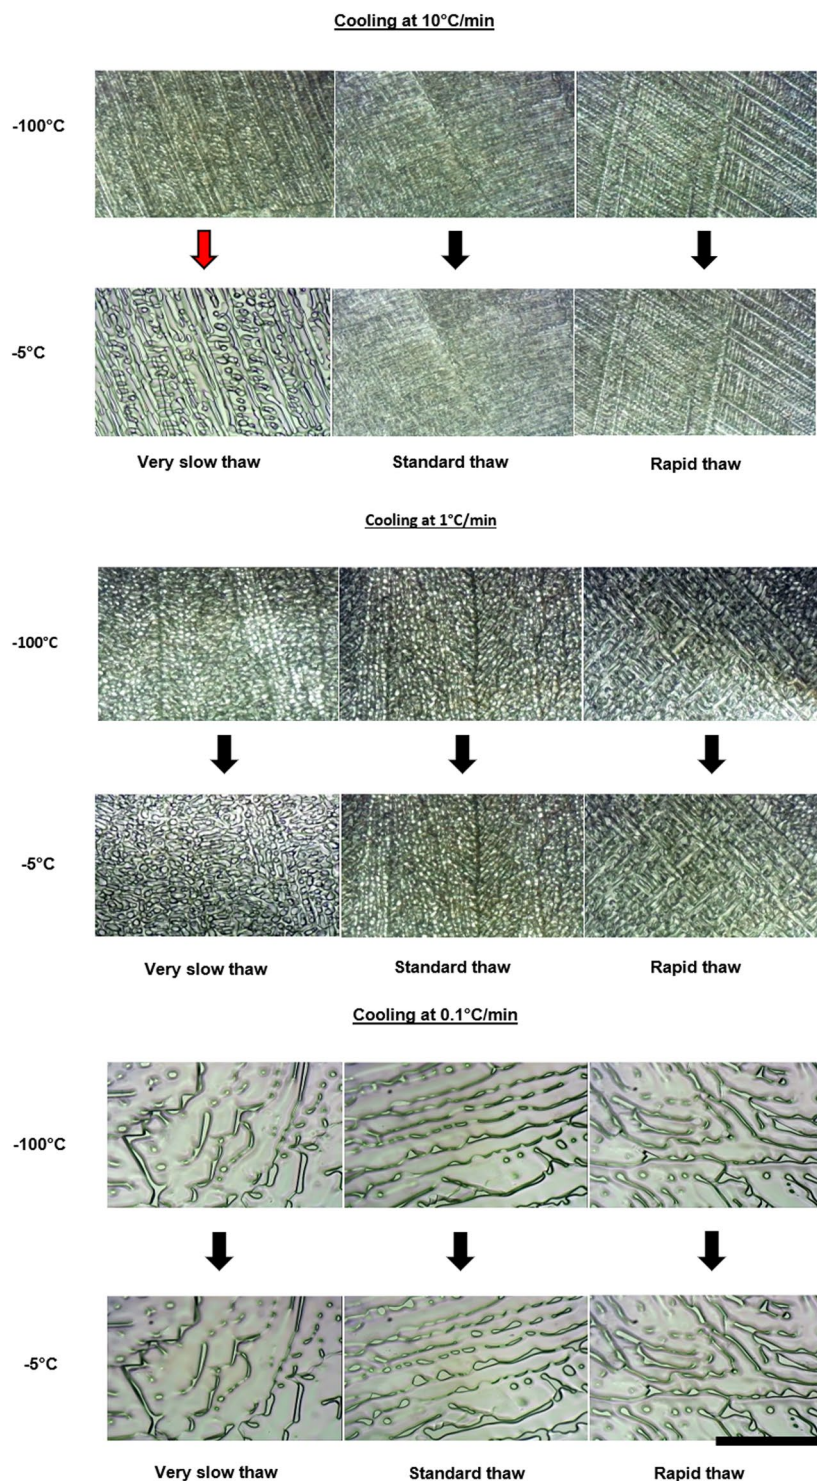 Cooling at 10°C/min
-100°C
-5°C
Very slow thaw Standard thaw Rapid thaw
Cooling at 1°C/min
-100°C
-5°C
Very slow thaw Standard thaw Rapid thaw
Cooling at 0.1°C/min
-100°C
-5°C
Very slow thaw Standard thaw Rapid thaw